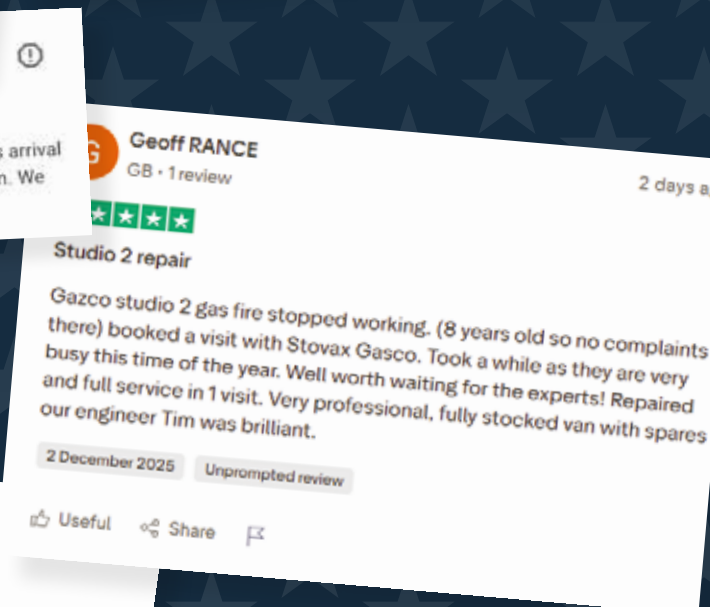 s arrival
n. We
G
Geoff RANCE
GB • 1 review
2 days a
Studio 2 repair
Gazco studio 2 gas fire stopped working. (8 years old so no complaints
there) booked a visit with Stovax Gasco. Took a while as they are very
busy this time of the year. Well worth waiting for the experts! Repaired
and full service in 1 visit. Very professional, fully stocked van with spares
our engineer Tim was brilliant.
2 December 2025
Unprompted review
Useful
Share